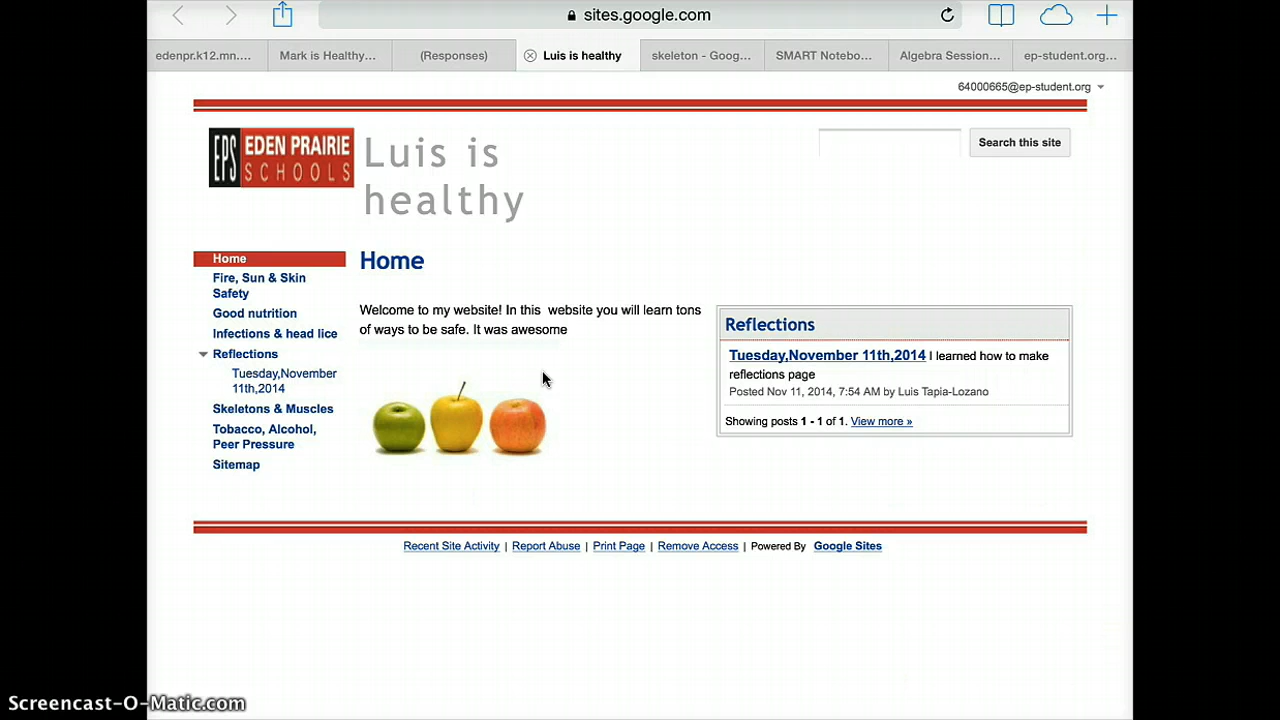 sites.google.com
edenpr.k12.mn....
Mark is Healthy...
(Responses)
Luis is healthy
skeleton - Goog...
SMART Notebo...
Algebra Session...
ep-student.org...
64000665@ep-student.org
EPS EDEN PRAIRIE
SCHOOLS
Luis is
healthy
Search this site
Home
Fire, Sun & Skin
Safety
Good nutrition
Infections & head lice
Reflections
Tuesday,November
11th,2014
Skeletons & Muscles
Tobacco, Alcohol,
Peer Pressure
Sitemap
Home
Welcome to my website! In this  website you will learn tons
of ways to be safe. It was awesome
Reflections
Tuesday,November 11th,2014 I learned how to make
reflections page
Posted Nov 11, 2014, 7:54 AM by Luis Tapia-Lozano
Showing posts 1 - 1 of 1. View more »
Recent Site Activity | Report Abuse | Print Page | Remove Access | Powered By Google Sites
Screencast-O-Matic.com